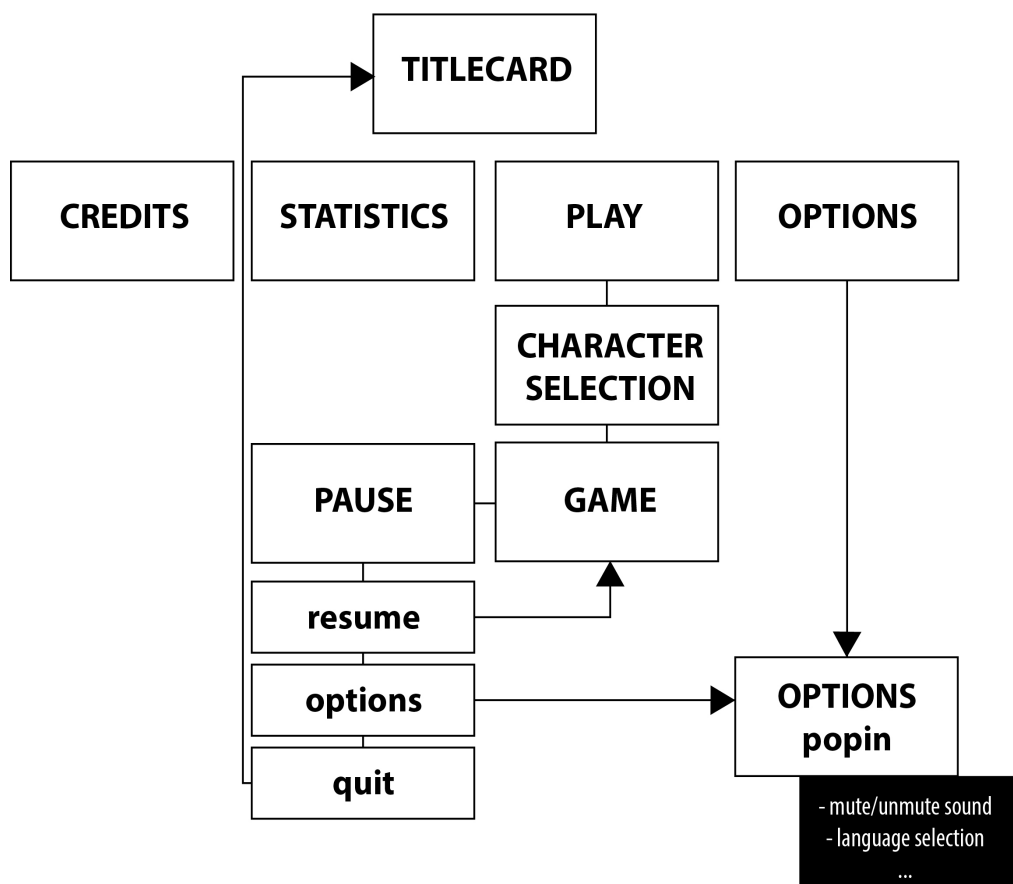 TITLECARD
CREDITS
STATISTICS
PLAY
OPTIONS
CHARACTER
SELECTION
PAUSE
GAME
resume
options
quit
OPTIONS
popin
- mute/unmute sound
- language selection
...